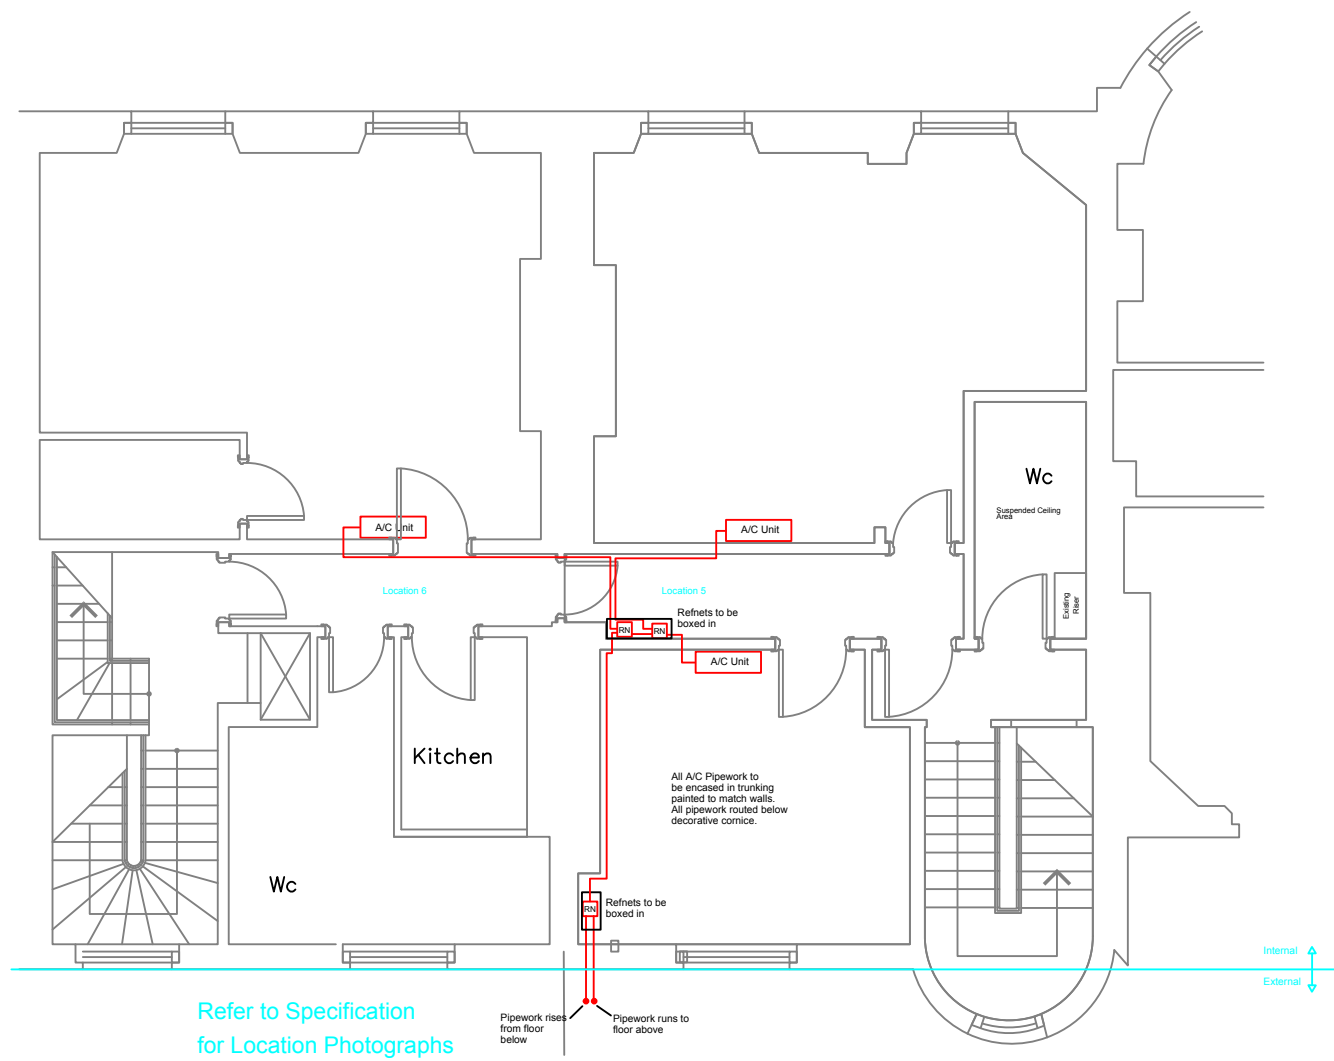 Wc
Suspended Ceiling
Area
A/C Unit
A/C Unit
Existing
Riser
Location 6
Location 5
Refnets to be
boxed in
RN
RN
A/C Unit
Kitchen
All A/C Pipework to
be encased in trunking
painted to match walls.
All pipework routed below
decorative cornice.
Wc
Refnets to be
boxed in
RN
Internal
External
Refer to Specification
for Location Photographs
Pipework rises
from floor
below
Pipework runs to
floor above